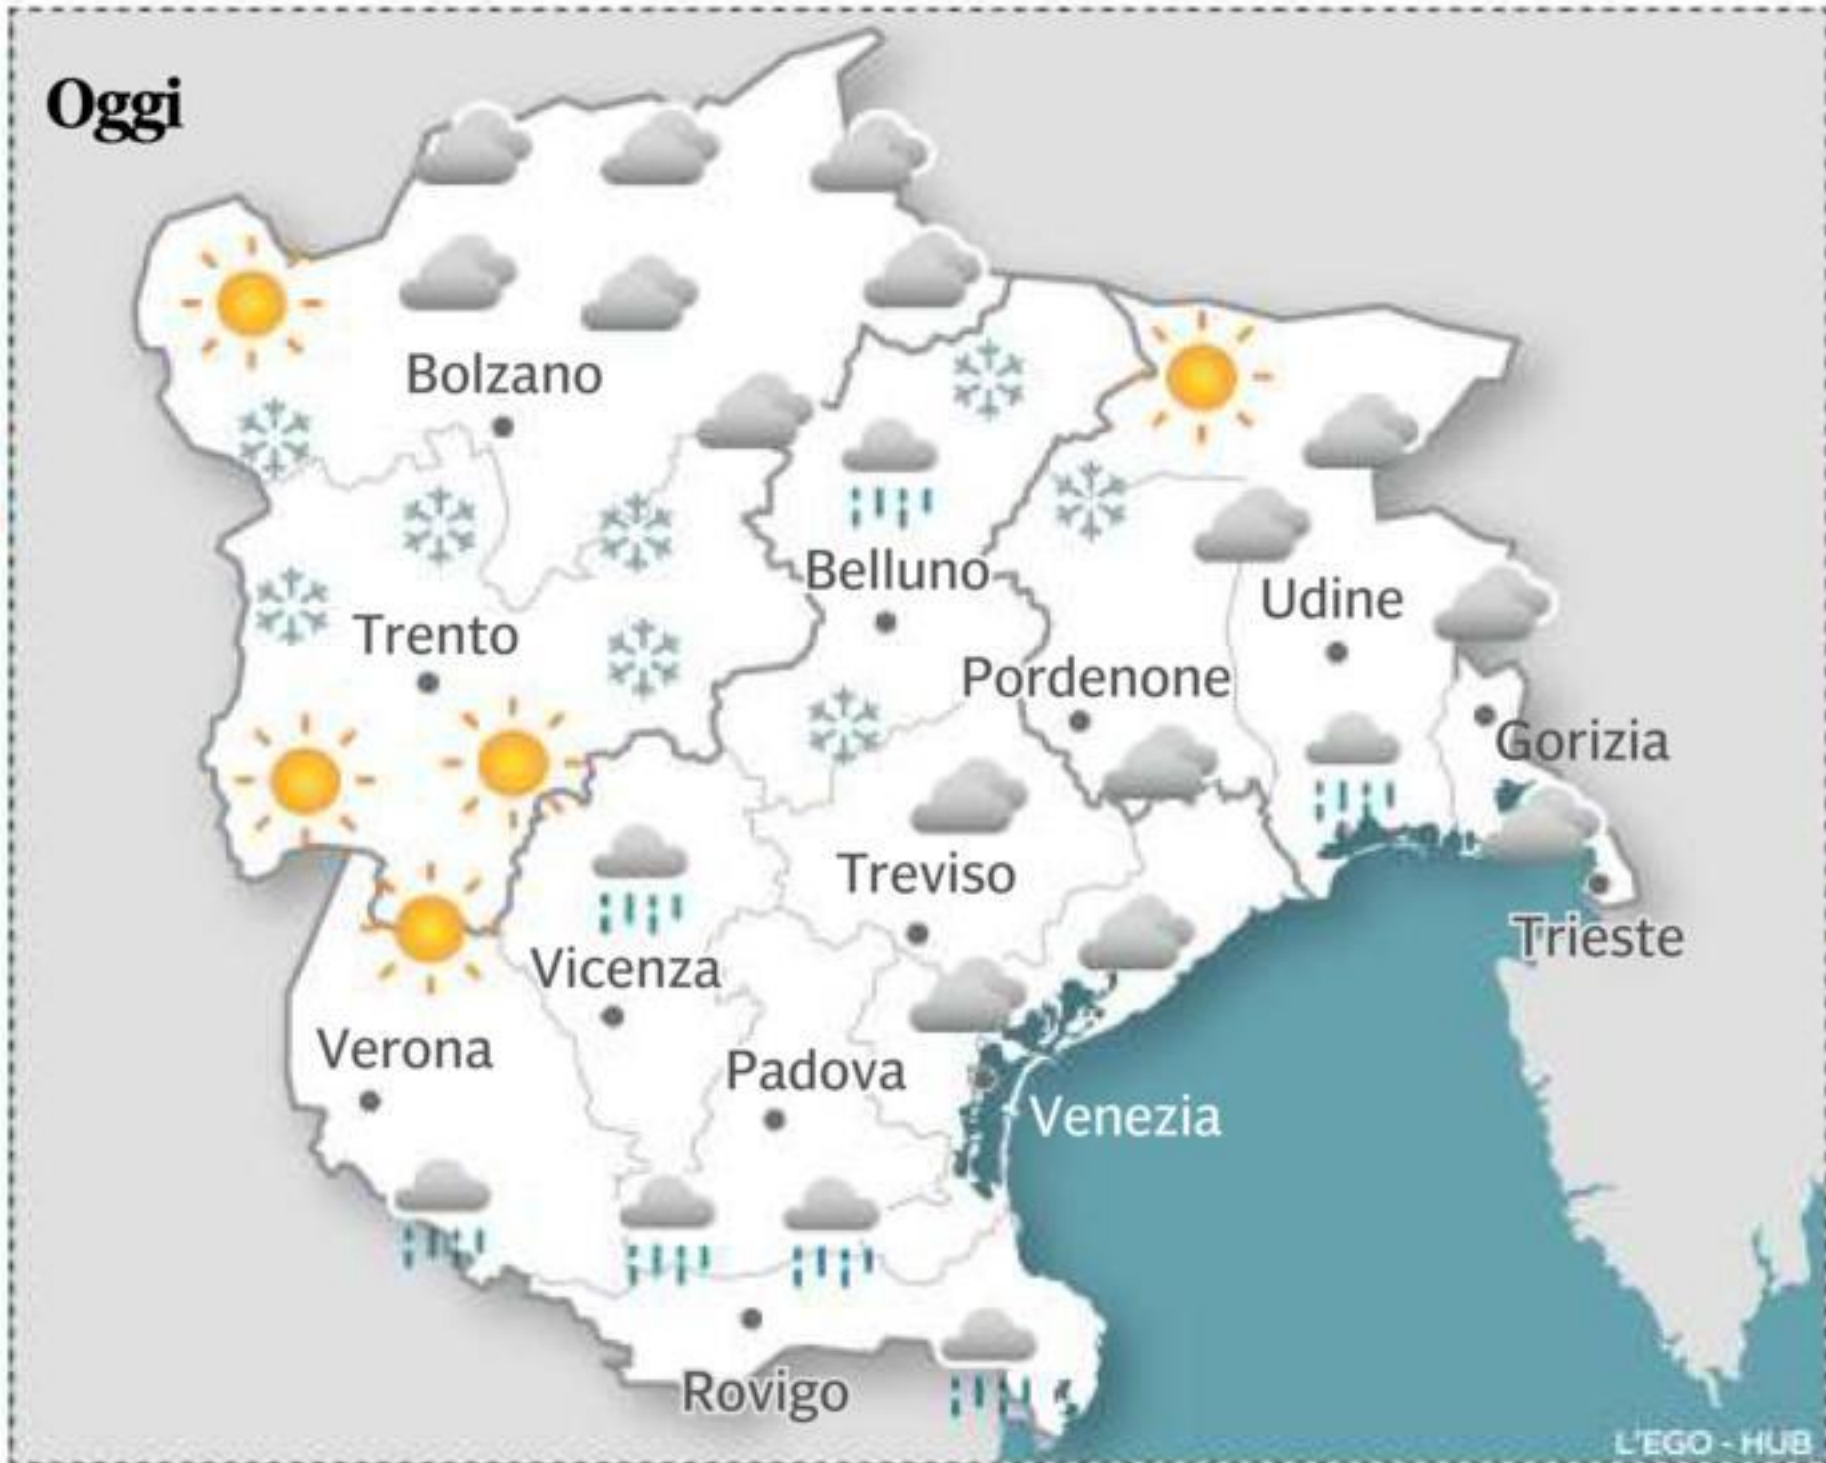 Oggi
Bolzano
Belluno
Udine
Trento
Pordenone
Gorizia
Treviso
Trieste
Vicenza
Verona
Padova
Venezia
Rovigo
L'EGO - HUB